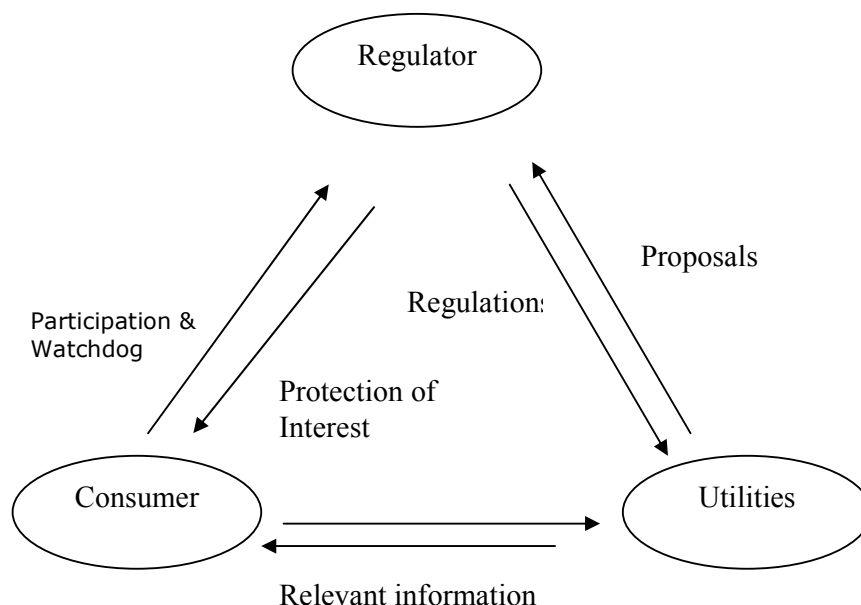 Regulator
Proposals
Regulations
Participation &
Watchdog
Protection of
Interest
Consumer
Utilities
Relevant information